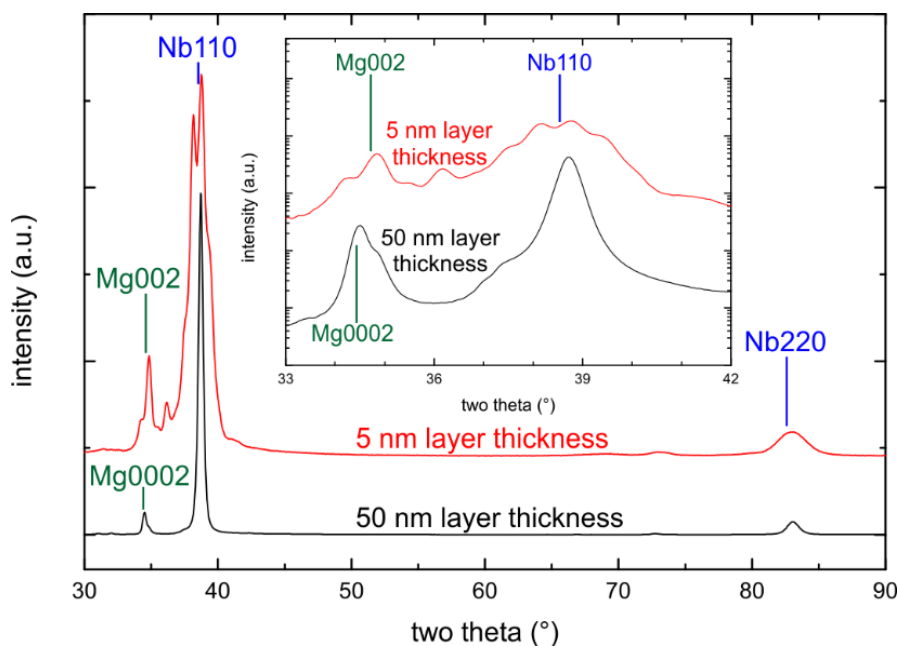 Nb110
Mg002
Mg0002
Nb220
5 nm layer thickness
50 nm layer thickness
intensity (a.u.)
30
40
50
60
70
80
90
two theta (°)
Mg002
Nb110
5 nm layer
thickness
50 nm layer
thickness
Mg0002
intensity (a.u.)
33
36
39
42
two theta (°)